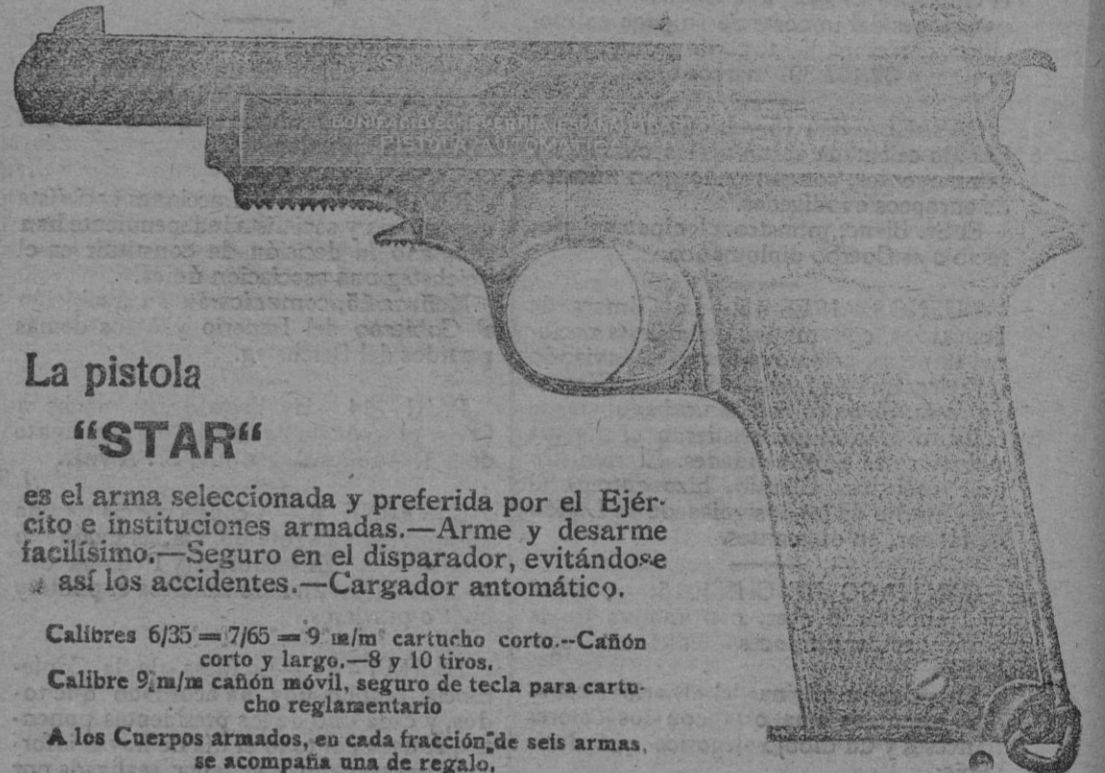 PISTOLA AUTOMATICA
La pistola
“STAR“
es el arma seleccionada y preferida por el Ejér-
cito e instituciones armadas.—Arme y desarme
facilísimo.—Seguro en el disparador, evitándose
así los accidentes.—Cargador antomático.
Calibres 6/35 = 7/65 = 9 m/m cartucho corto.--Cañón
corto y largo.—8 y 10 tiros.
Calibre 9 m/m cañón móvil, seguro de tecla para cartu-
cho reglamentario
A los Cuerpos armados, en cada fracción de seis armas,
se acompaña una de regalo.